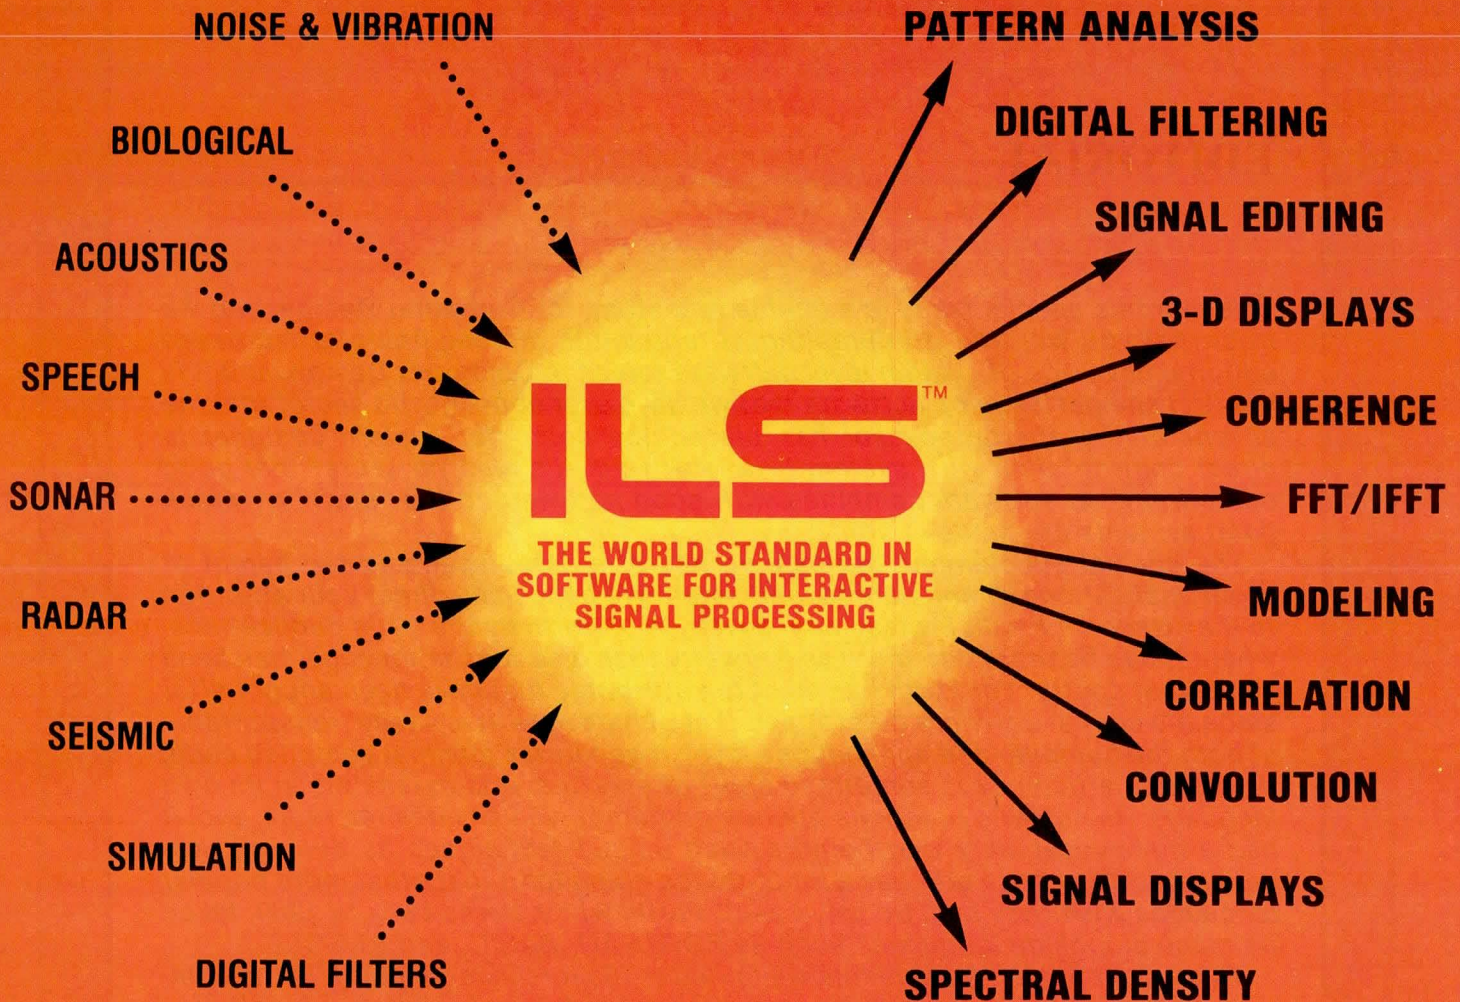 NOISE & VIBRATION
BIOLOGICAL
ACOUSTICS
SPEECH
SONAR
RADAR
SEISMIC
SIMULATION
DIGITAL FILTERS
ILS™
THE WORLD STANDARD IN
SOFTWARE FOR INTERACTIVE
SIGNAL PROCESSING
PATTERN ANALYSIS
DIGITAL FILTERING
SIGNAL EDITING
3-D DISPLAYS
COHERENCE
FFT/IFFT
MODELING
CORRELATION
CONVOLUTION
SIGNAL DISPLAYS
SPECTRAL DENSITY